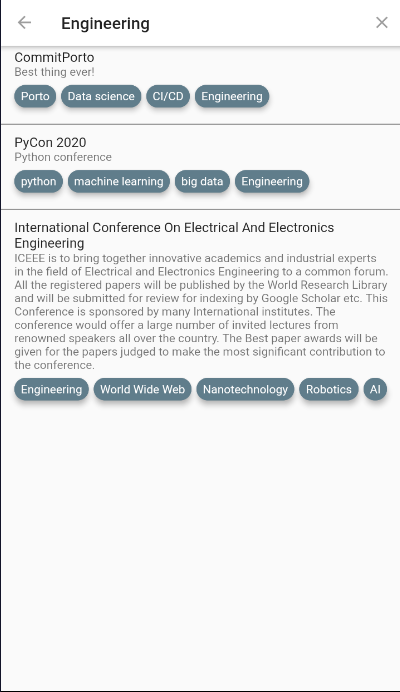 Engineering
CommitPorto
Best thing ever!
Porto Data science CI/CD Engineering
PyCon 2020
Python conference
python machine learning big data Engineering
International Conference On Electrical And Electronics
Engineering
ICEEE is to bring together innovative academics and industrial experts
in the field of Electrical and Electronics Engineering to a common forum.
All the registered papers will be published by the World Research Library
and will be submitted for review for indexing by Google Scholar etc. This
Conference is sponsored by many International institutes. The
conference would offer a large number of invited lectures from
renowned speakers all over the country. The Best paper awards will be
given for the papers judged to make the most significant contribution to
the conference.
Engineering World Wide Web Nanotechnology Robotics AI